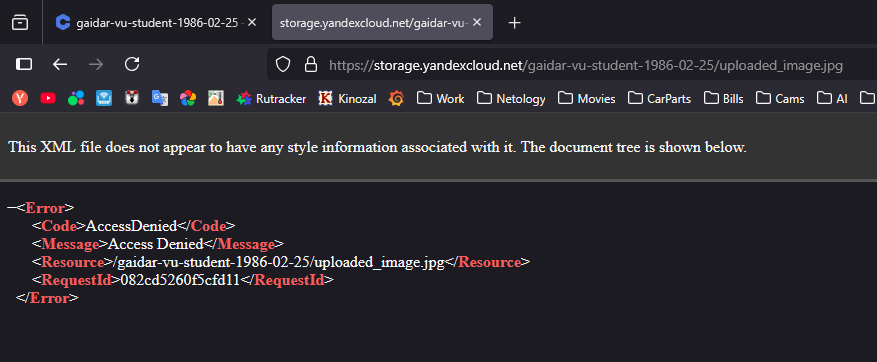 gaidar-vu-student-1986-02-25
storage.yandexcloud.net/gaidar-vu-
https://storage.yandexcloud.net/gaidar-vu-student-1986-02-25/uploaded_image.jpg
Rutracker Kinozal Work Netology Movies CarParts Bills Cams AI
This XML file does not appear to have any style information associated with it. The document tree is shown below.
−<Error>
<Code>AccessDenied</Code>
<Message>Access Denied</Message>
<Resource>/gaidar-vu-student-1986-02-25/uploaded_image.jpg</Resource>
<RequestId>082cd5260f5cfd11</RequestId>
</Error>